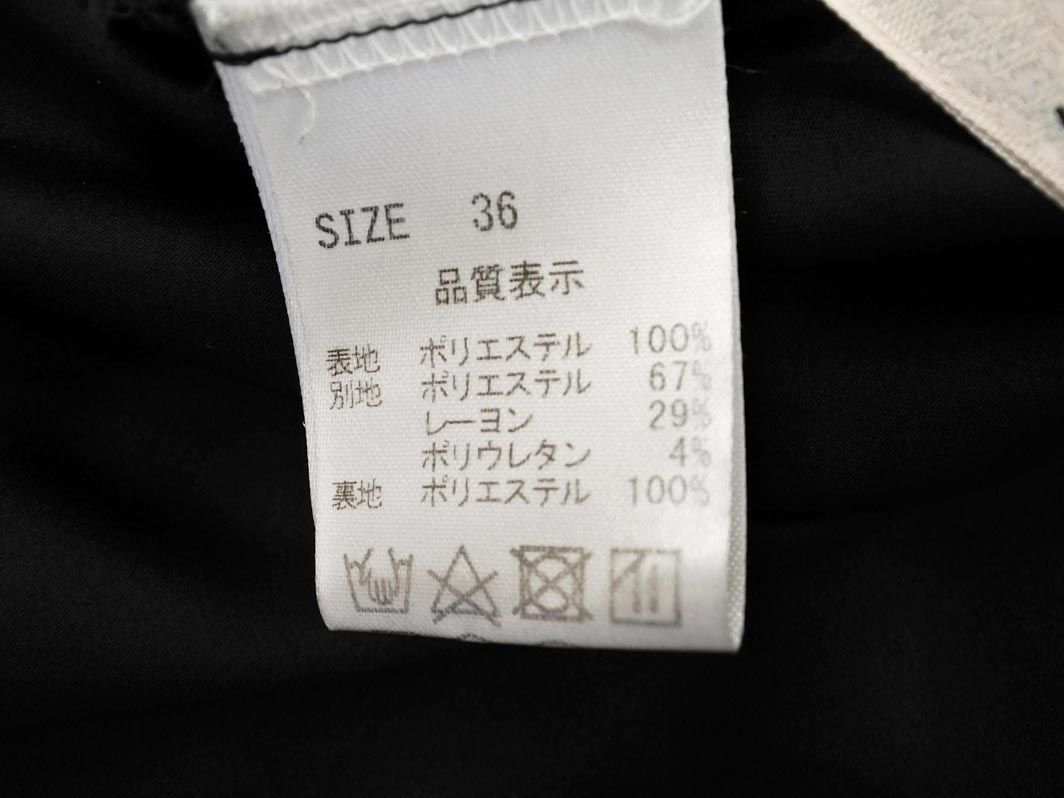 SIZE 36
品質表示
表地 ポリエステル 100%
別地 ポリエステル 67%
レーヨン 29%
ポリウレタン 4%
裏地 ポリエステル 100%